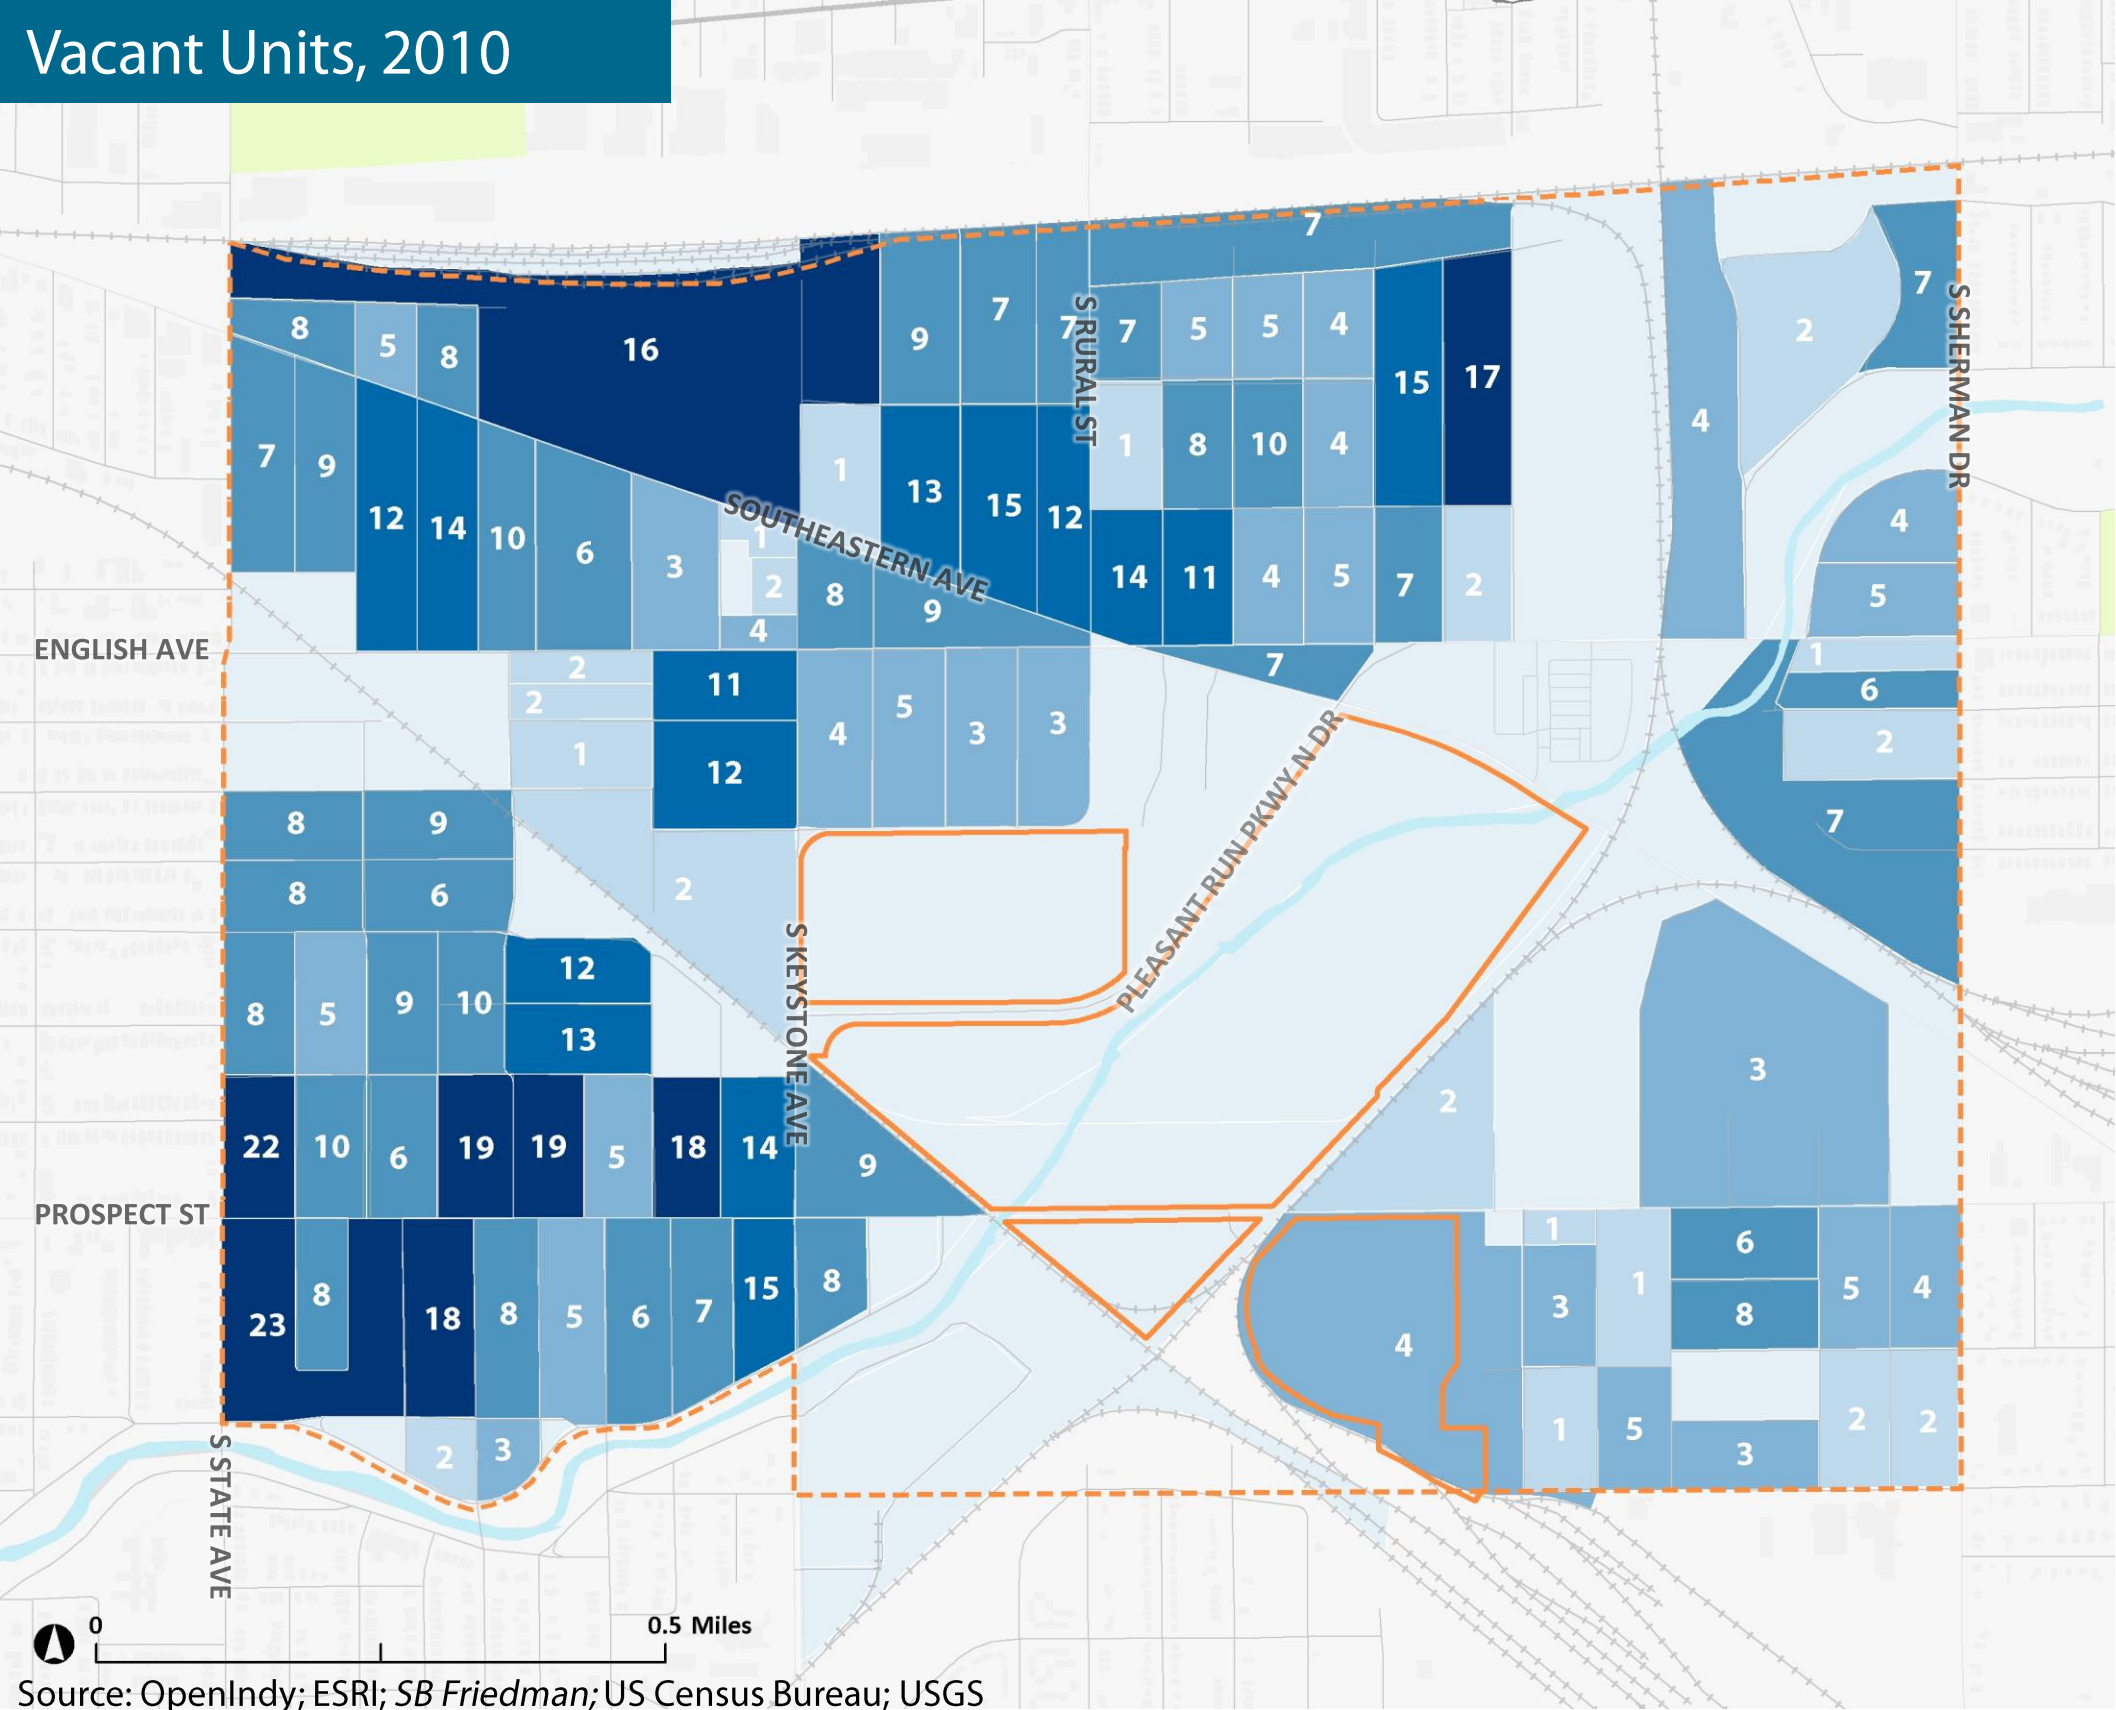 Vacant Units, 2010
7
7
8 5 8 16 9 7 7 7 5 5 4 15 17 2
S RURAL ST
S SHERMAN DR
7 9 1 1 8 10 4 4
12 14 10 6 3 1 13 15 12 4
SOUTHEASTERN AVE
2 8 9 14 11 4 5 7 2 5
4
ENGLISH AVE
2 11 7 1
2 6
1 12 4 5 3 3 2
PLEASANT RUN PKWY N DR
8 9 7
8 6 2
S KEYSTONE AVE
8 5 9 10 12
13 3
2
22 10 6 19 19 5 18 14 9
PROSPECT ST
1 6
23 8 18 8 5 6 7 15 8 4 3 1 8 5 4
2 3 1 5 3 2 2
S STATE AVE
0 0.5 Miles
Source: OpenIndy; ESRI; SB Friedman; US Census Bureau; USGS